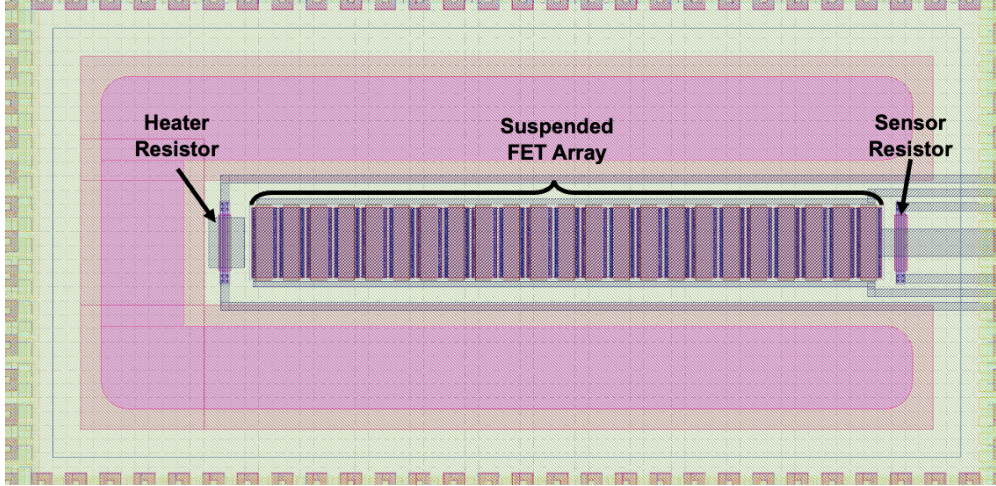 Heater
Resistor
Suspended
FET Array
Sensor
Resistor